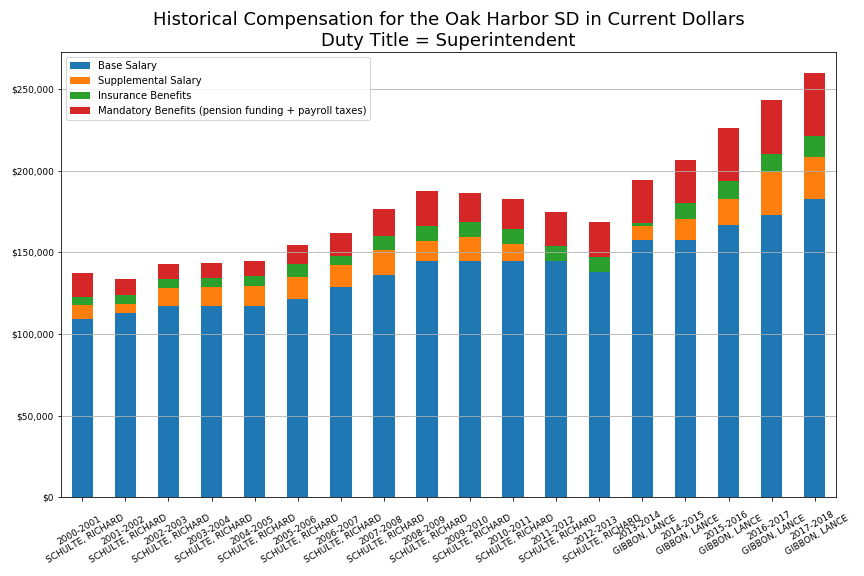 Historical Compensation for the Oak Harbor SD in Current Dollars
Duty Title = Superintendent
Base Salary
Supplemental Salary
Insurance Benefits
Mandatory Benefits (pension funding + payroll taxes)
$250,000
$200,000
$150,000
$100,000
$50,000
$0
2000-2001
SCHULTE, RICHARD
2001-2002
SCHULTE, RICHARD
2002-2003
SCHULTE, RICHARD
2003-2004
SCHULTE, RICHARD
2004-2005
SCHULTE, RICHARD
2005-2006
SCHULTE, RICHARD
2006-2007
SCHULTE, RICHARD
2007-2008
SCHULTE, RICHARD
2008-2009
SCHULTE, RICHARD
2009-2010
SCHULTE, RICHARD
2010-2011
SCHULTE, RICHARD
2011-2012
SCHULTE, RICHARD
2012-2013
SCHULTE, RICHARD
2013-2014
GIBBON, LANCE
2014-2015
GIBBON, LANCE
2015-2016
GIBBON, LANCE
2016-2017
GIBBON, LANCE
2017-2018
GIBBON, LANCE